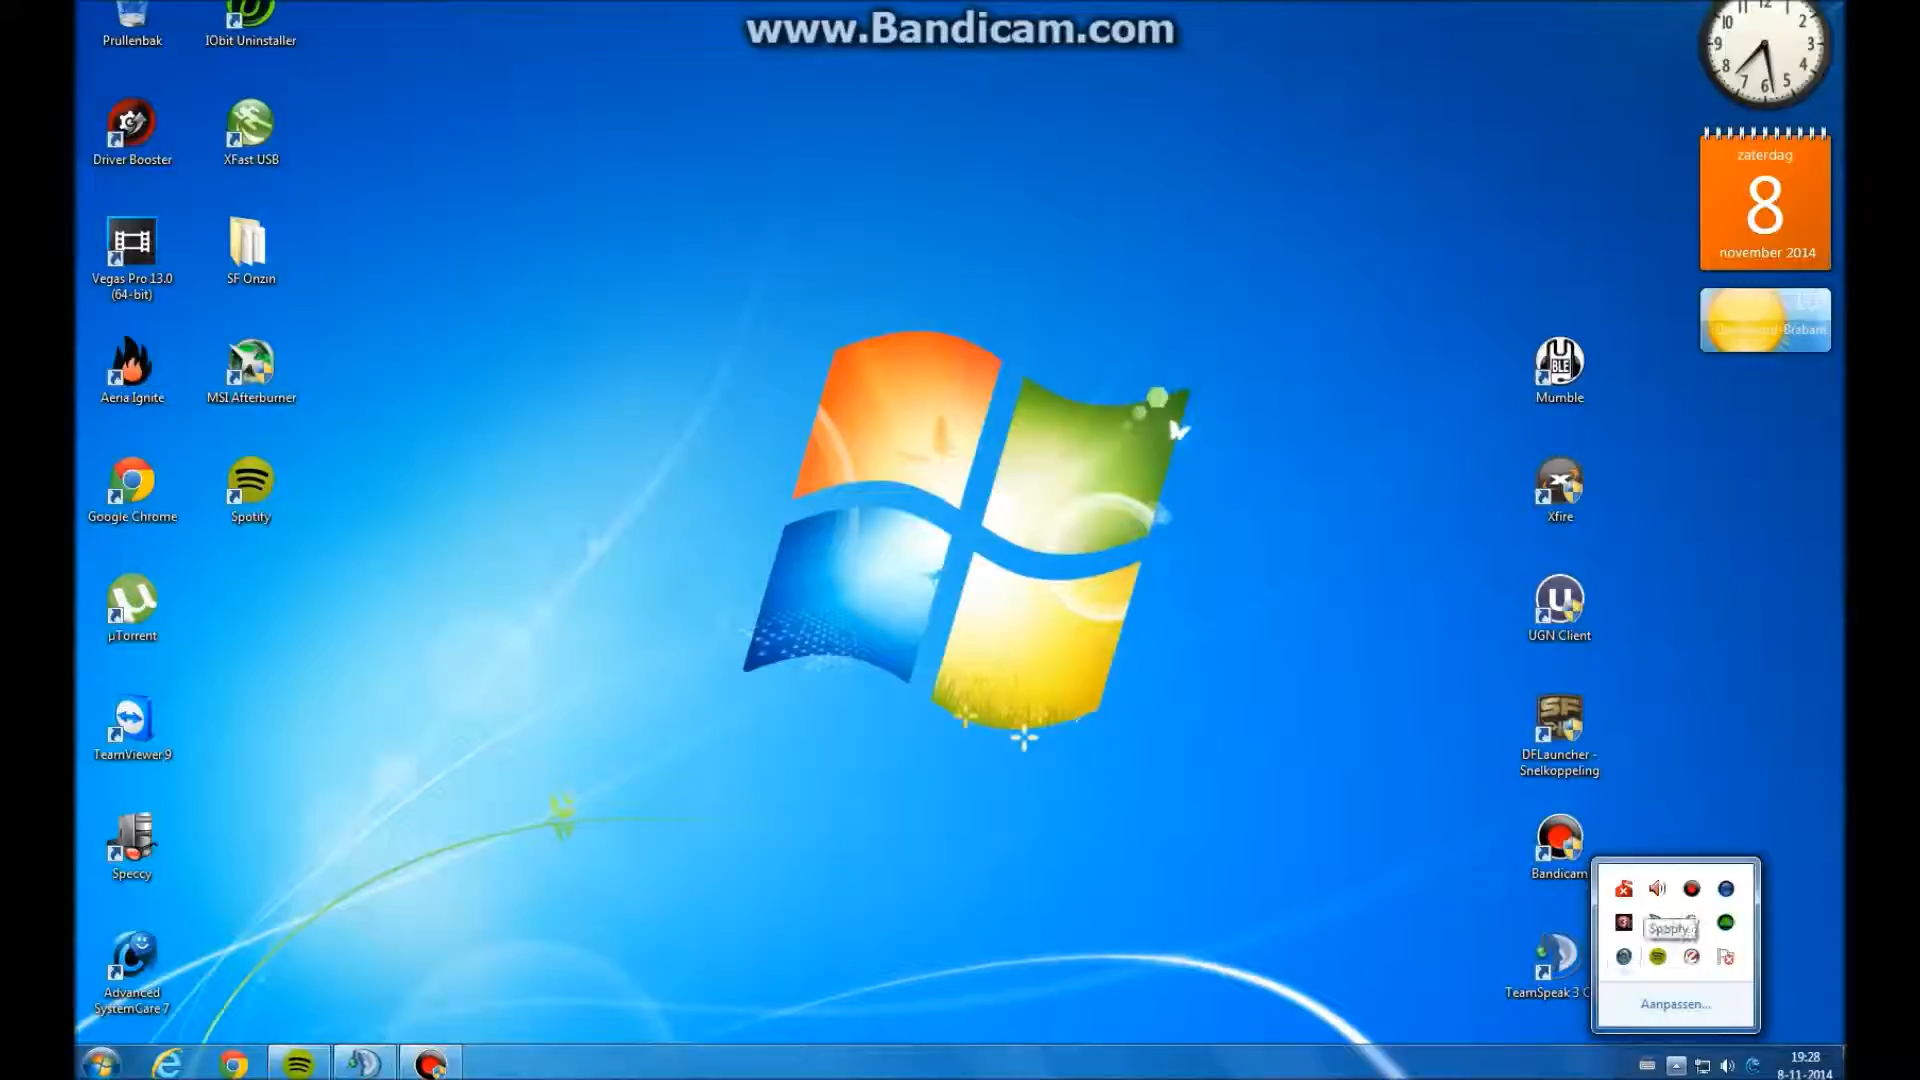 www.Bandicam.com
Prullenbak
IObit Uninstaller
Driver Booster
XFast USB
Vegas Pro 13.0
(64-bit)
SF Onzin
Aeria Ignite
MSI Afterburner
Google Chrome
Spotify
µTorrent
TeamViewer 9
Speccy
Advanced
SystemCare 7
zaterdag
8
november 2014
Brabant
Mumble
Xfire
UGN Client
DFLauncher -
Snelkoppeling
Bandicam
TeamSpeak 3 C
Spotify
Aanpassen...
19:28
8-11-2014